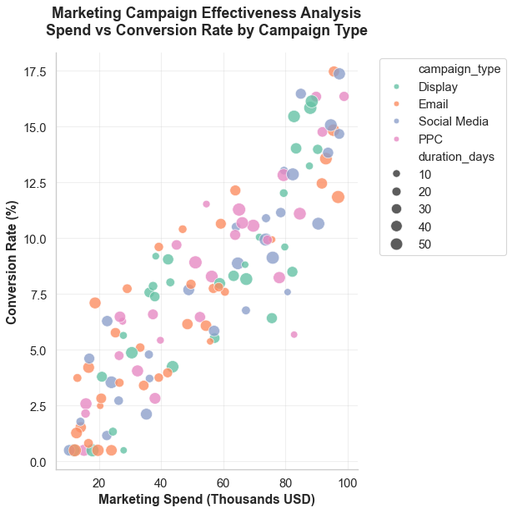 Marketing Campaign Effectiveness Analysis
Spend vs Conversion Rate by Campaign Type
17.5
15.0
12.5
10.0
7.5
5.0
2.5
0.0
Conversion Rate (%)
20
40
60
80
100
Marketing Spend (Thousands USD)
campaign_type
Display
Email
Social Media
PPC
duration_days
10
20
30
40
50